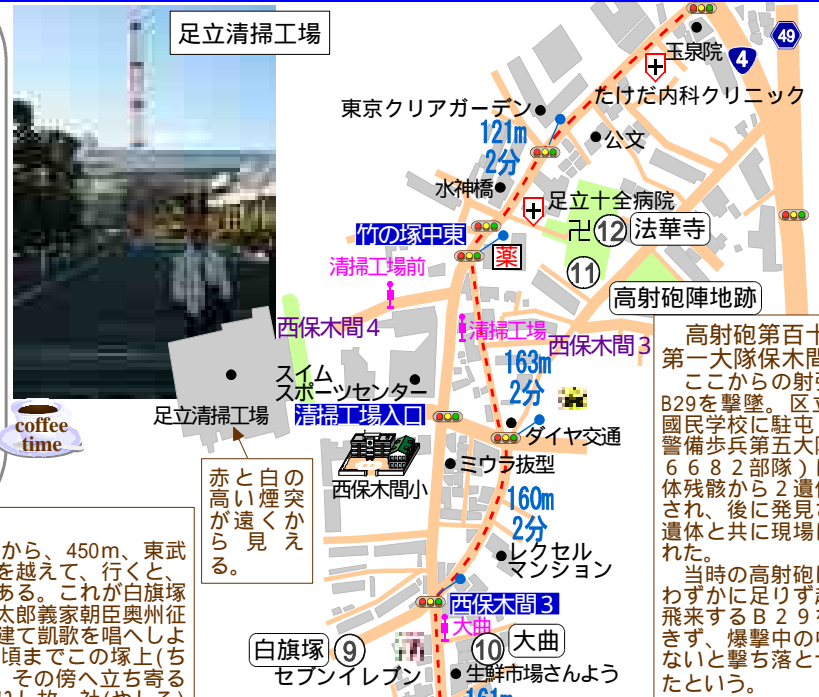 足立清掃工場
49
4
玉泉院
たけだ内科クリニック
東京クリアガーデン
121m
2分
公文
水神橋
足立十全病院
卍⑫ 法華寺
竹の塚中東
薬
清掃工場前
⑪
高射砲陣地跡
西保木間4
清掃工場
西保木間3
163m
2分
スイム
スポーツセンター
足立清掃工場
清掃工場入口
ダイヤ交通
coffee
time
ミウラ抜型
西保木間小
赤と白の
高い煙突
が遠くか
ら見え
る。
160m
2分
レクセル
マンション
西保木間3
大曲
白旗塚 ⑨
⑩ 大曲
セブンイレブン
生鮮市場さんよう
161m
高射砲第百十
第一大隊保木間
ここからの射
B29を撃墜。区立
國民学校に駐屯
警備歩兵第五大
6682部隊)
体残骸から2遺
され、後に発見
遺体と共に現場
れた。
当時の高射砲
わずかに足りず
飛来するB29
きず、爆撃中の
ないと撃ち落と
たという。
から、450m、東武
を越えて、行くと、
ある。これが白旗塚
太郎義家朝臣奥州征
建て凱歌を唱へしよ
頃までこの塚上(ち
その傍へ立ち寄る